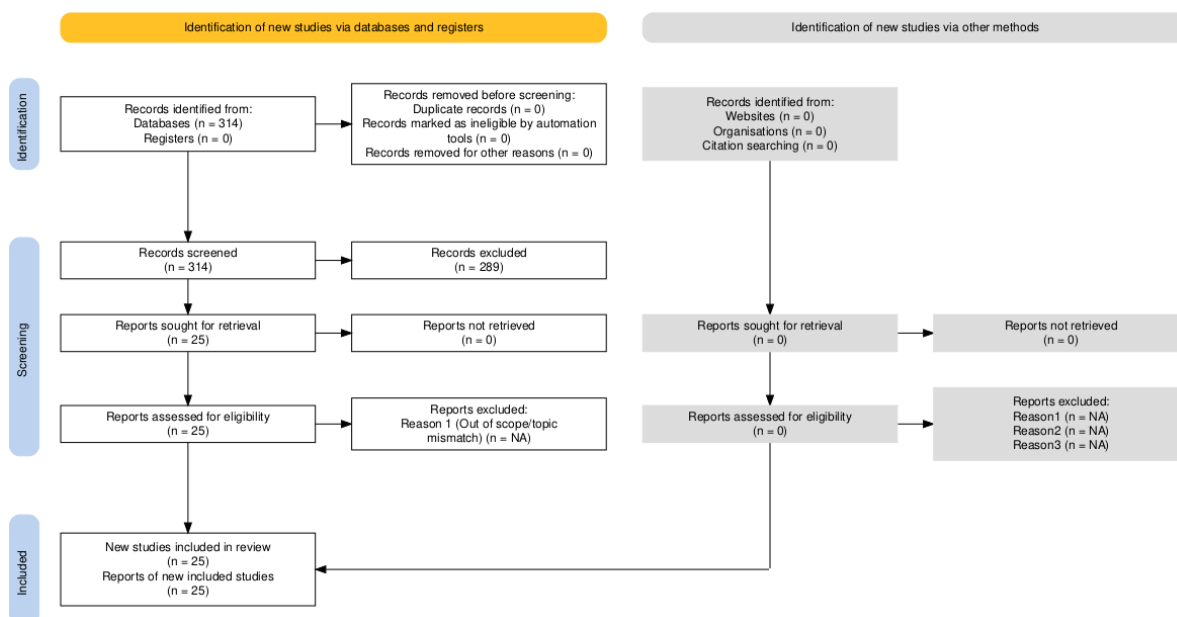 Identification of new studies via databases and registers
Identification of new studies via other methods
Identification
Records identified from:
Databases (n = 314)
Registers (n = 0)
Records removed before screening:
Duplicate records (n = 0)
Records marked as ineligible by automation
tools (n = 0)
Records removed for other reasons (n = 0)
Records identified from:
Websites (n = 0)
Organisations (n = 0)
Citation searching (n = 0)
Screening
Records screened
(n = 314)
Records excluded
(n = 289)
Reports sought for retrieval
(n = 25)
Reports not retrieved
(n = 0)
Reports sought for retrieval
(n = 0)
Reports not retrieved
(n = 0)
Reports assessed for eligibility
(n = 25)
Reports excluded:
Reason 1 (Out of scope/topic
mismatch) (n = NA)
Reports assessed for eligibility
(n = 0)
Reports excluded:
Reason1 (n = NA)
Reason2 (n = NA)
Reason3 (n = NA)
Included
New studies included in review
(n = 25)
Reports of new included studies
(n = 25)